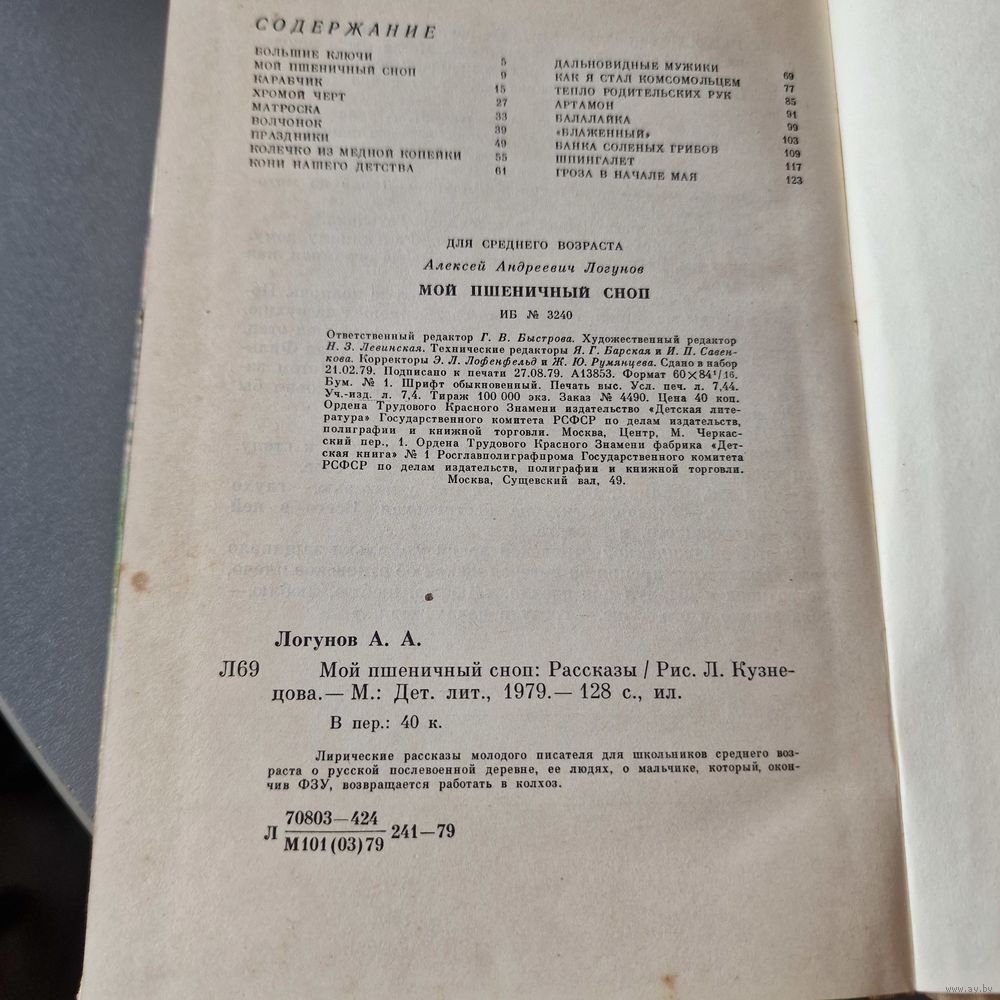 СОДЕРЖАНИЕ
БОЛЬШИЕ КЛЮЧИ 5
МОЙ ПШЕНИЧНЫЙ СНОП 9
КАРАБЧИК 15
ХРОМОЙ ЧЕРТ 27
МАТРОСКА 33
ВОЛЧОНОК 39
ПРАЗДНИКИ 49
КОЛЕЧКО ИЗ МЕДНОЙ КОПЕЙКИ 55
КОНИ НАШЕГО ДЕТСТВА 61
ДАЛЬНОВИДНЫЕ МУЖИКИ 69
КАК Я СТАЛ КОМСОМОЛЬЦЕМ 77
ТЕПЛО РОДИТЕЛЬСКИХ РУК 85
АРТАМОН 91
БАЛАЛАЙКА 99
«БЛАЖЕННЫЙ» 103
БАНКА СОЛЕНЫХ ГРИБОВ 109
ШПИНГАЛЕТ 117
ГРОЗА В НАЧАЛЕ МАЯ 123
ДЛЯ СРЕДНЕГО ВОЗРАСТА
Алексей Андреевич Логунов
МОЙ ПШЕНИЧНЫЙ СНОП
ИБ № 3240
Ответственный редактор Г. В. Быстрова. Художественный редактор
Н. З. Левинская. Технические редакторы Я. Г. Барская и И. П. Савен-
кова. Корректоры Э. Л. Лофенфельд и Ж. Ю. Румянцева. Сдано в набор
21.02.79. Подписано к печати 27.08.79. А13853. Формат 60×84¹/16.
Бум. № 1. Шрифт обыкновенный. Печать выс. Усл. печ. л. 7,44.
Уч.-изд. л. 7,4. Тираж 100 000 экз. Заказ № 4490. Цена 40 коп.
Ордена Трудового Красного Знамени издательство «Детская лите-
ратура» Государственного комитета РСФСР по делам издательств,
полиграфии и книжной торговли. Москва, Центр, М. Черкас-
ский пер., 1. Ордена Трудового Красного Знамени фабрика «Дет-
ская книга» № 1 Росглавполиграфпрома Государственного комитета
РСФСР по делам издательств, полиграфии и книжной торговли.
Москва, Сущевский вал, 49.
Логунов А. А.
Л69 Мой пшеничный сноп: Рассказы / Рис. Л. Кузне-
цова.— М.: Дет. лит., 1979.— 128 с., ил.
В пер.: 40 к.
Лирические рассказы молодого писателя для школьников среднего воз-
раста о русской послевоенной деревне, ее людях, о мальчике, который, окон-
чив ФЗУ, возвращается работать в колхоз.
Л 70803—424
М101(03)79 241—79
www.ay.by